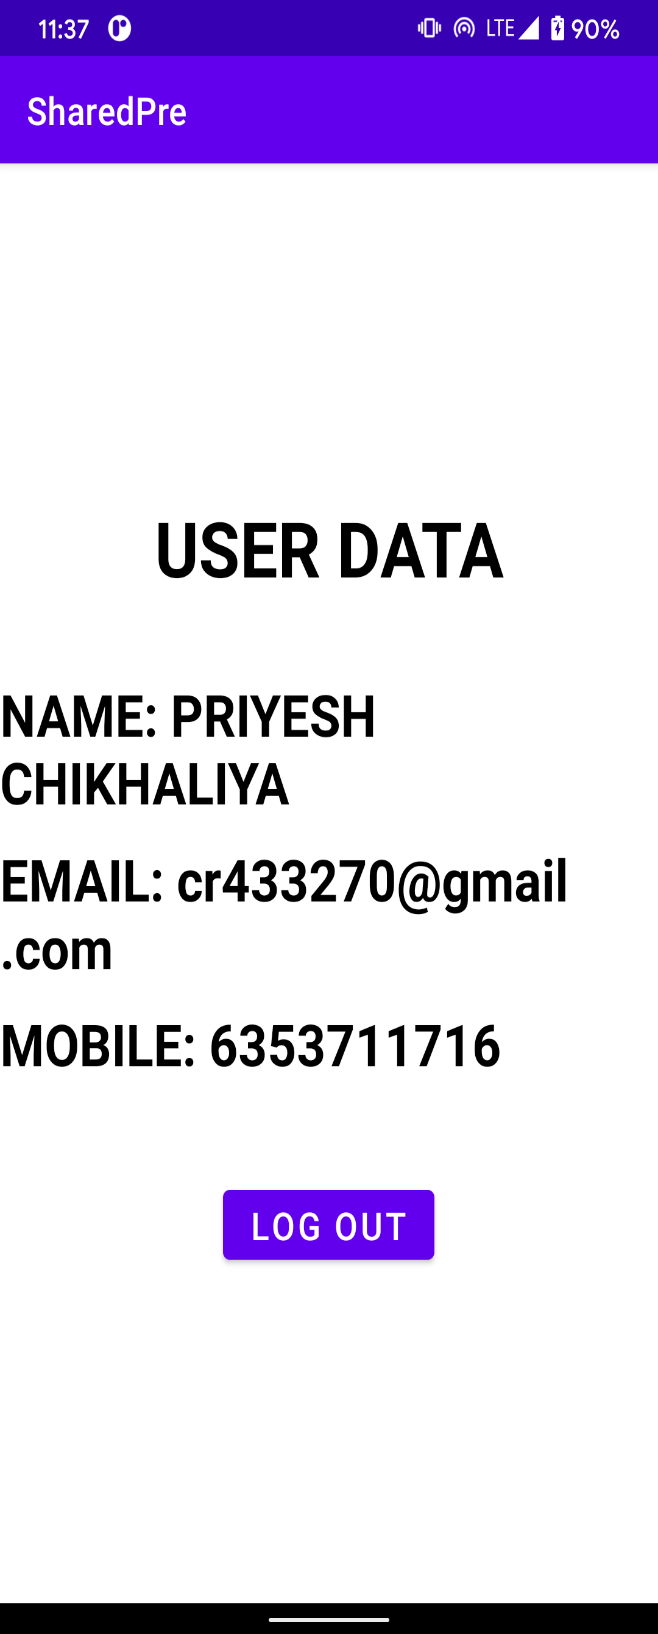 11:37 LTE 90%
SharedPre
USER DATA
NAME: PRIYESH
CHIKHALIYA
EMAIL: cr433270@gmail
.com
MOBILE: 6353711716
LOG OUT